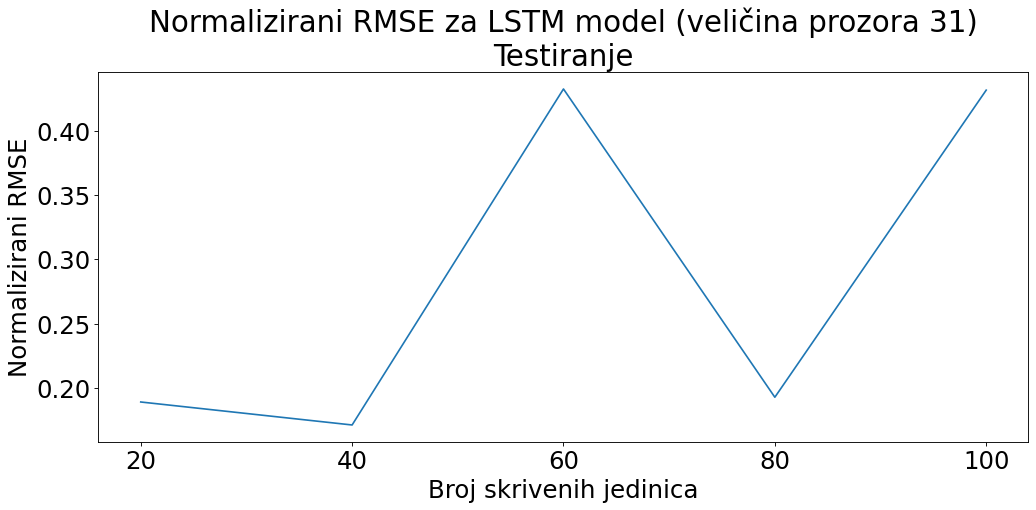 Normalizirani RMSE za LSTM model (veličina prozora 31)
Testiranje
Normalizirani RMSE
0.40
0.35
0.30
0.25
0.20
20 40 60 80 100
Broj skrivenih jedinica